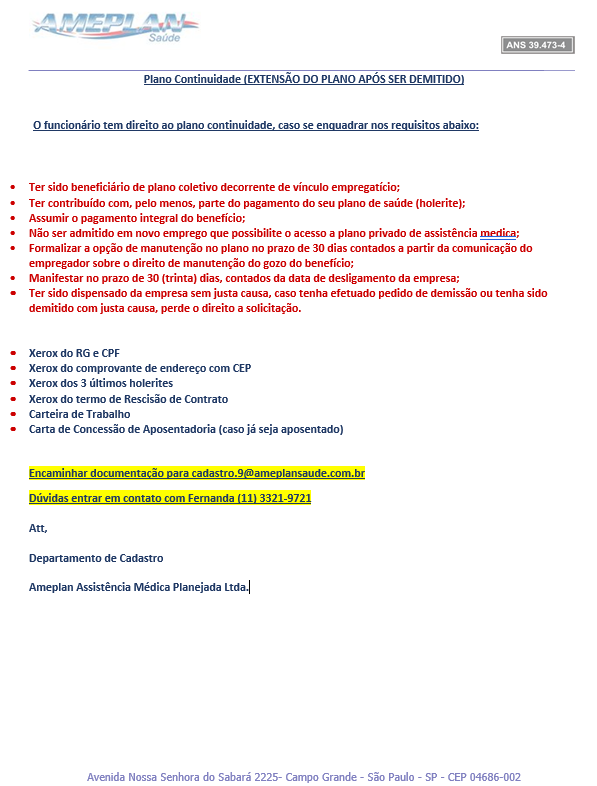 AMEPLAN
Saúde
ANS 39.473-4
Plano Continuidade (EXTENSÃO DO PLANO APÓS SER DEMITIDO)
O funcionário tem direito ao plano continuidade, caso se enquadrar nos requisitos abaixo:
• Ter sido beneficiário de plano coletivo decorrente de vínculo empregatício;
• Ter contribuído com, pelo menos, parte do pagamento do seu plano de saúde (holerite);
• Assumir o pagamento integral do benefício;
• Não ser admitido em novo emprego que possibilite o acesso a plano privado de assistência medica;
• Formalizar a opção de manutenção no plano no prazo de 30 dias contados a partir da comunicação do
empregador sobre o direito de manutenção do gozo do benefício;
• Manifestar no prazo de 30 (trinta) dias, contados da data de desligamento da empresa;
• Ter sido dispensado da empresa sem justa causa, caso tenha efetuado pedido de demissão ou tenha sido
demitido com justa causa, perde o direito a solicitação.
• Xerox do RG e CPF
• Xerox do comprovante de endereço com CEP
• Xerox dos 3 últimos holerites
• Xerox do termo de Rescisão de Contrato
• Carteira de Trabalho
• Carta de Concessão de Aposentadoria (caso já seja aposentado)
Encaminhar documentação para cadastro.9@ameplansaude.com.br
Dúvidas entrar em contato com Fernanda (11) 3321-9721
Att,
Departamento de Cadastro
Ameplan Assistência Médica Planejada Ltda.
Avenida Nossa Senhora do Sabará 2225- Campo Grande - São Paulo - SP - CEP 04686-002